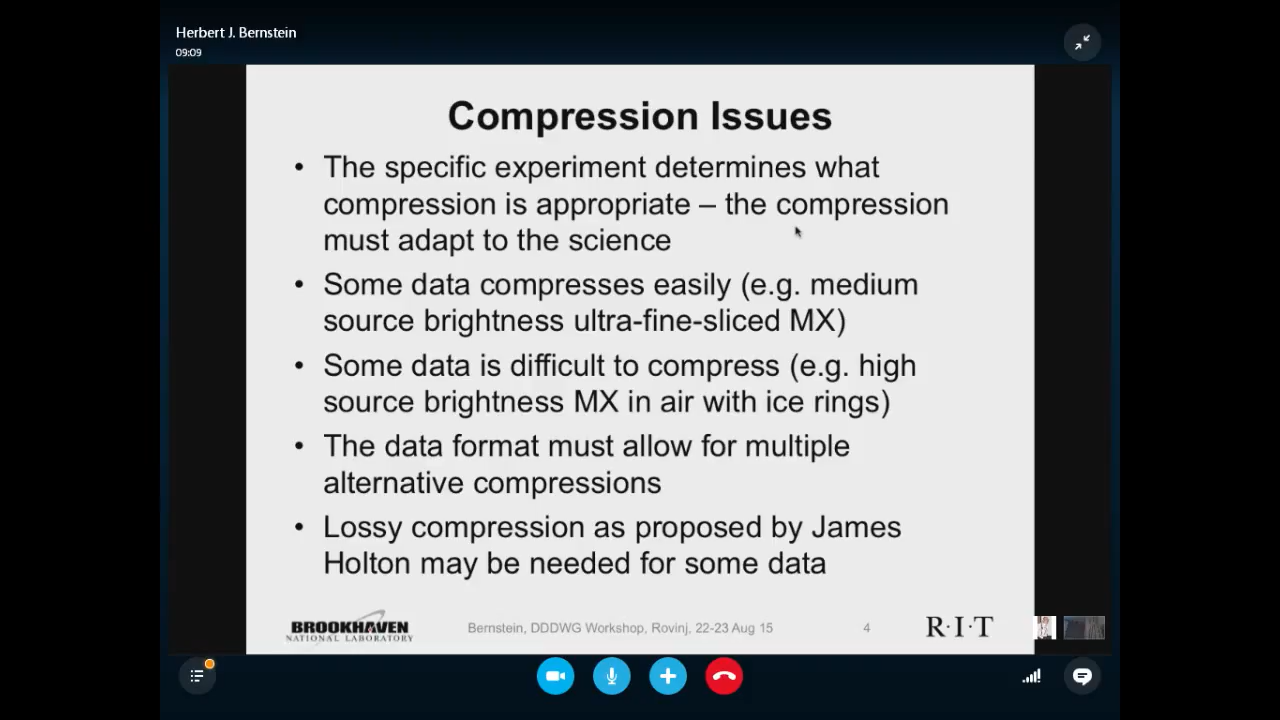 Herbert J. Bernstein
09:09
Compression Issues
• The specific experiment determines what
compression is appropriate – the compression
must adapt to the science
• Some data compresses easily (e.g. medium
source brightness ultra-fine-sliced MX)
• Some data is difficult to compress (e.g. high
source brightness MX in air with ice rings)
• The data format must allow for multiple
alternative compressions
• Lossy compression as proposed by James
Holton may be needed for some data
BROOKHAVEN
NATIONAL LABORATORY
Bernstein, DDDWG Workshop, Rovinj, 22-23 Aug 15
4
R·I·T